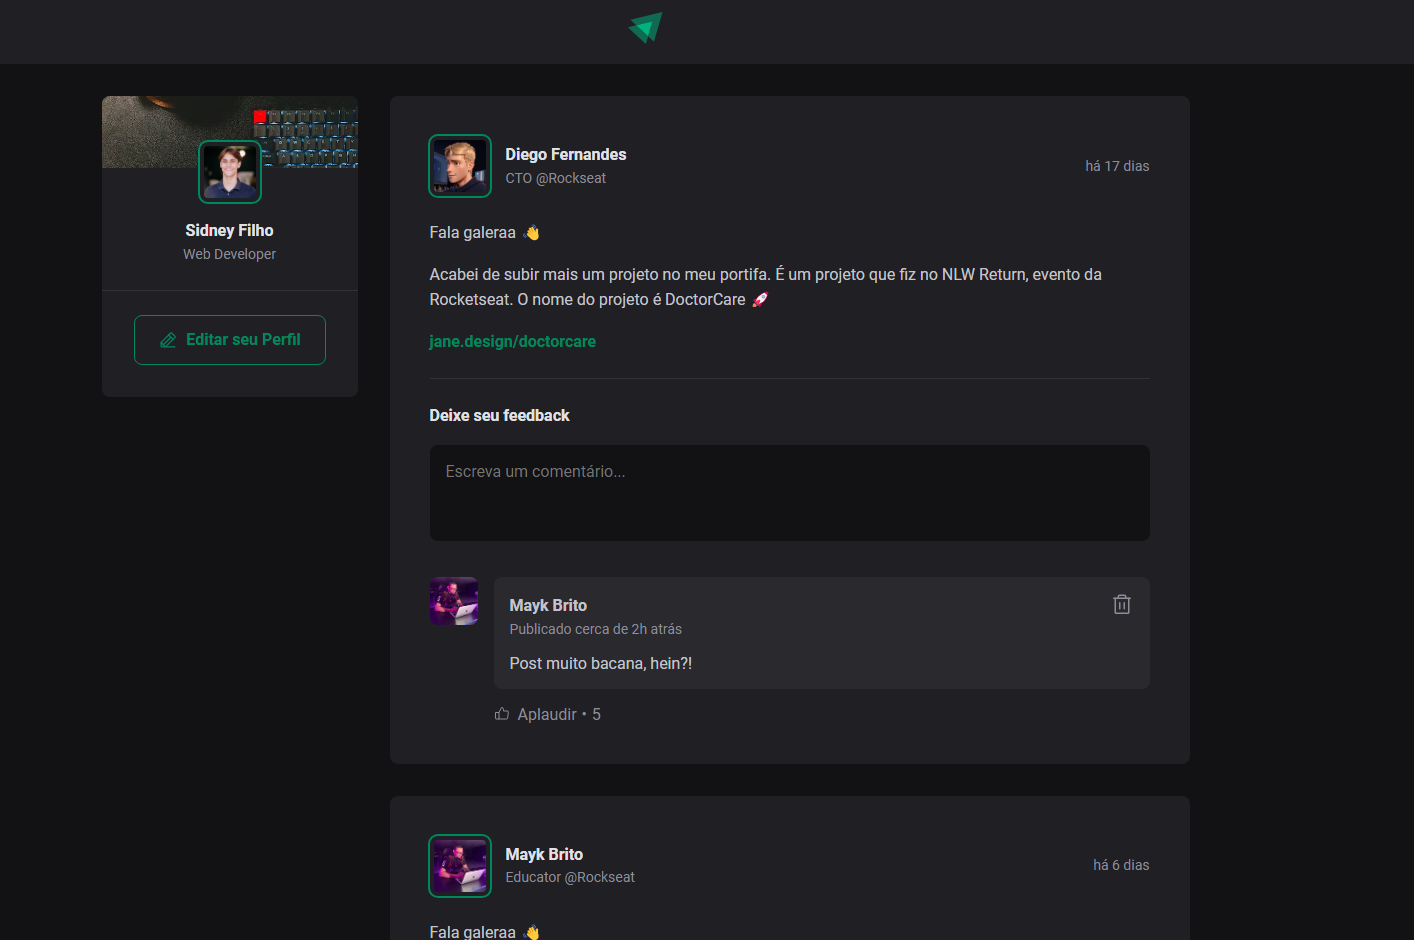 Sidney Filho
Web Developer
Editar seu Perfil
Diego Fernandes
CTO @Rockseat
há 17 dias
Fala galeraa 👋
Acabei de subir mais um projeto no meu portifa. É um projeto que fiz no NLW Return, evento da
Rocketseat. O nome do projeto é DoctorCare 🚀
jane.design/doctorcare
Deixe seu feedback
Escreva um comentário...
Mayk Brito
Publicado cerca de 2h atrás
Post muito bacana, hein?!
Aplaudir • 5
Mayk Brito
Educator @Rockseat
há 6 dias
Fala galeraa 👋